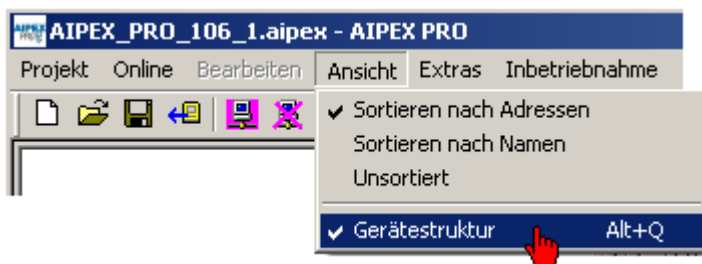 AIPEX_PRO_106_1.aipex - AIPEX PRO
Projekt Online Bearbeiten Ansicht Extras Inbetriebnahme
Sortieren nach Adressen
Sortieren nach Namen
Unsortiert
Gerätestruktur Alt+Q